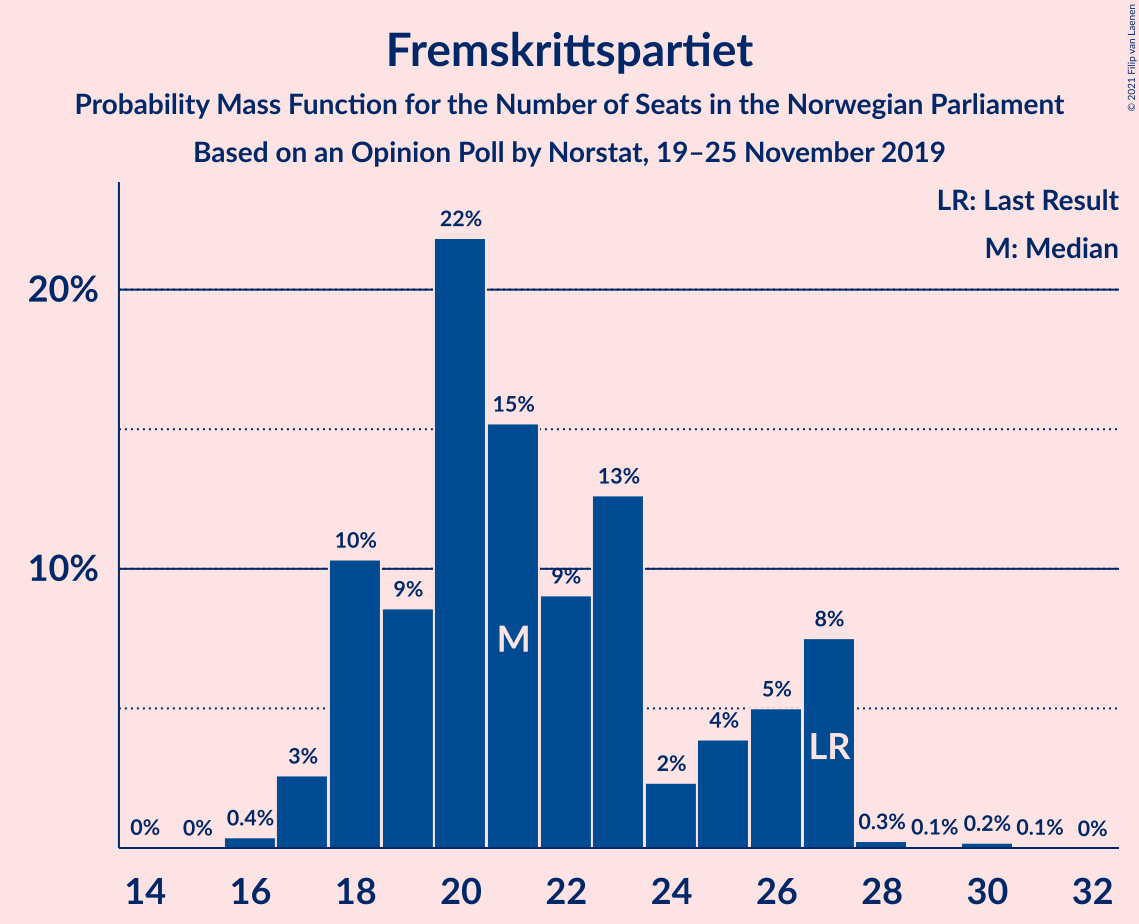 Fremskrittspartiet
Probability Mass Function for the Number of Seats in the Norwegian Parliament
Based on an Opinion Poll by Norstat, 19–25 November 2019
© 2021 Filip van Laenen
LR: Last Result
M: Median
20%
10%
0% 0% 0.4% 3% 10% 9% 22% 15% 9% 13% 2% 4% 5% 8% 0.3% 0.1% 0.2% 0.1% 0%
M
LR
14 16 18 20 22 24 26 28 30 32